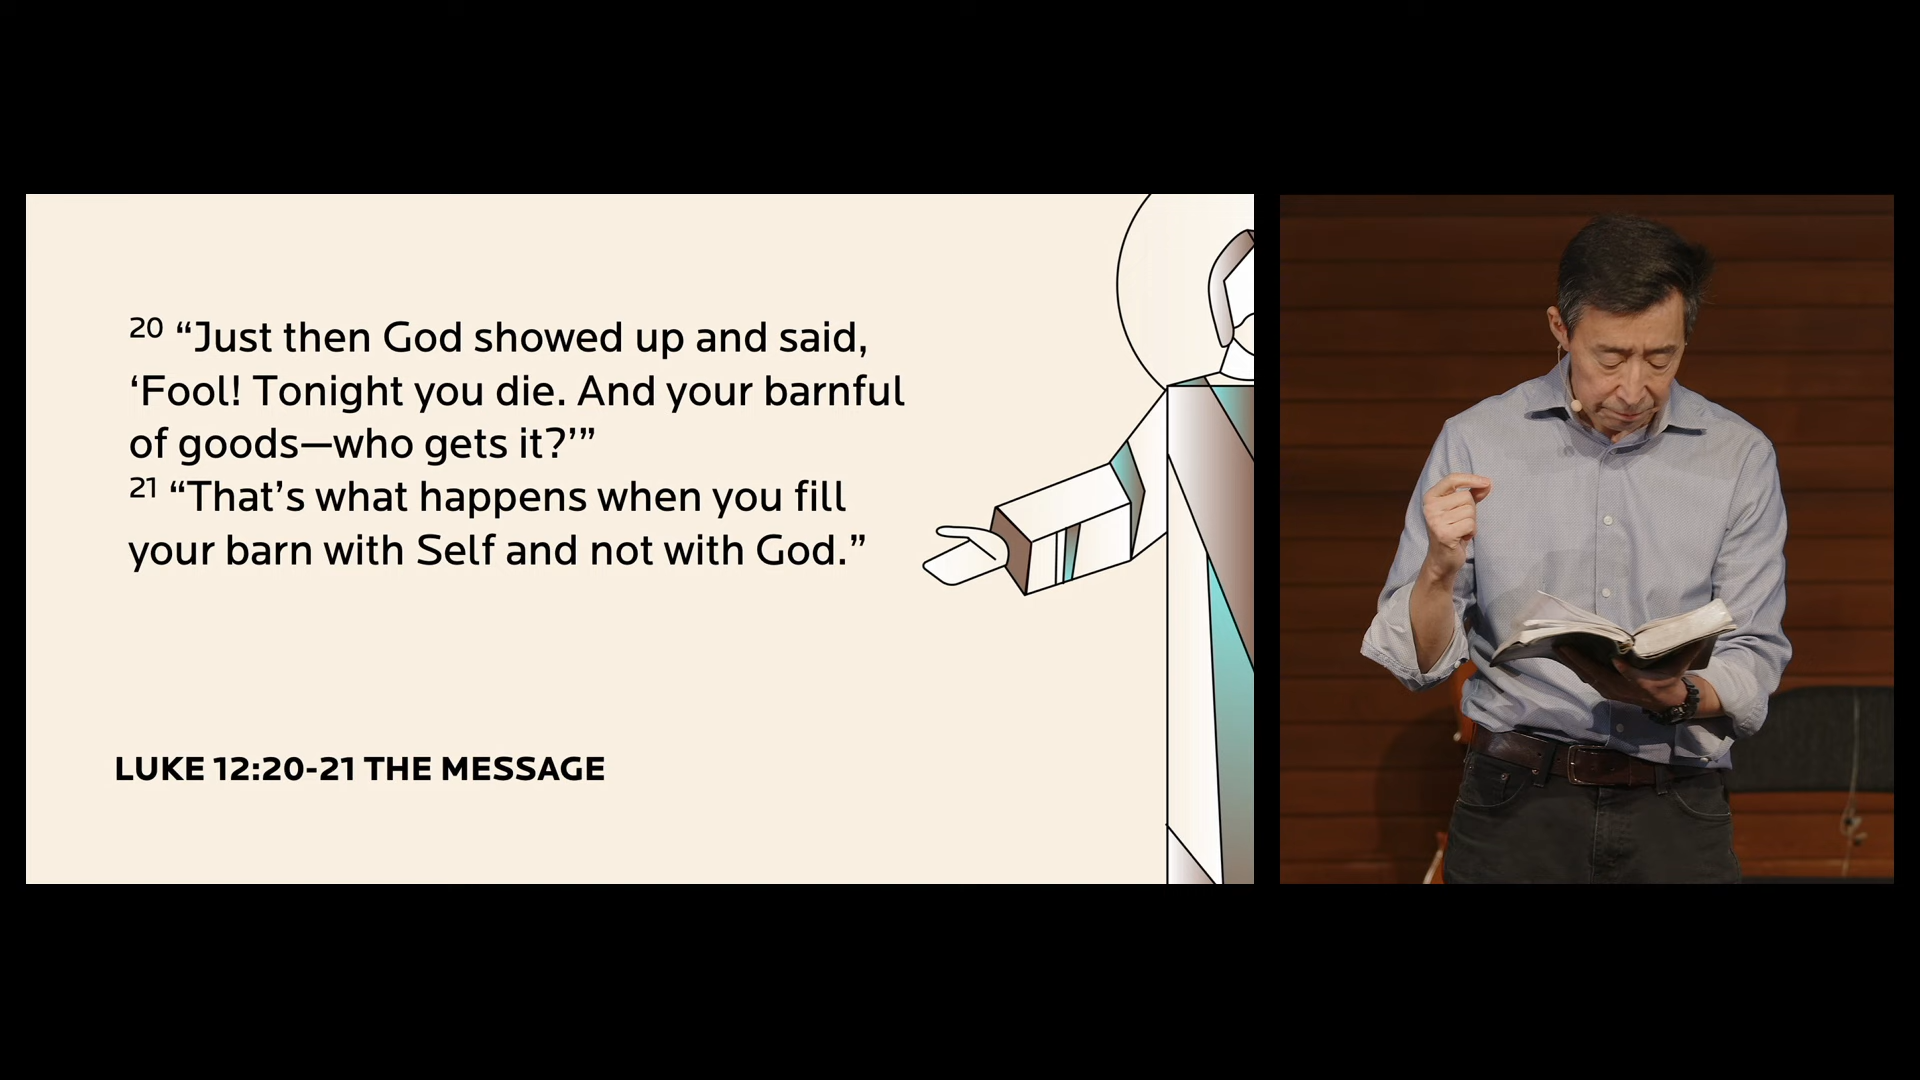 20 “Just then God showed up and said,
‘Fool! Tonight you die. And your barnful
of goods—who gets it?’”
21 “That’s what happens when you fill
your barn with Self and not with God.”
LUKE 12:20-21 THE MESSAGE